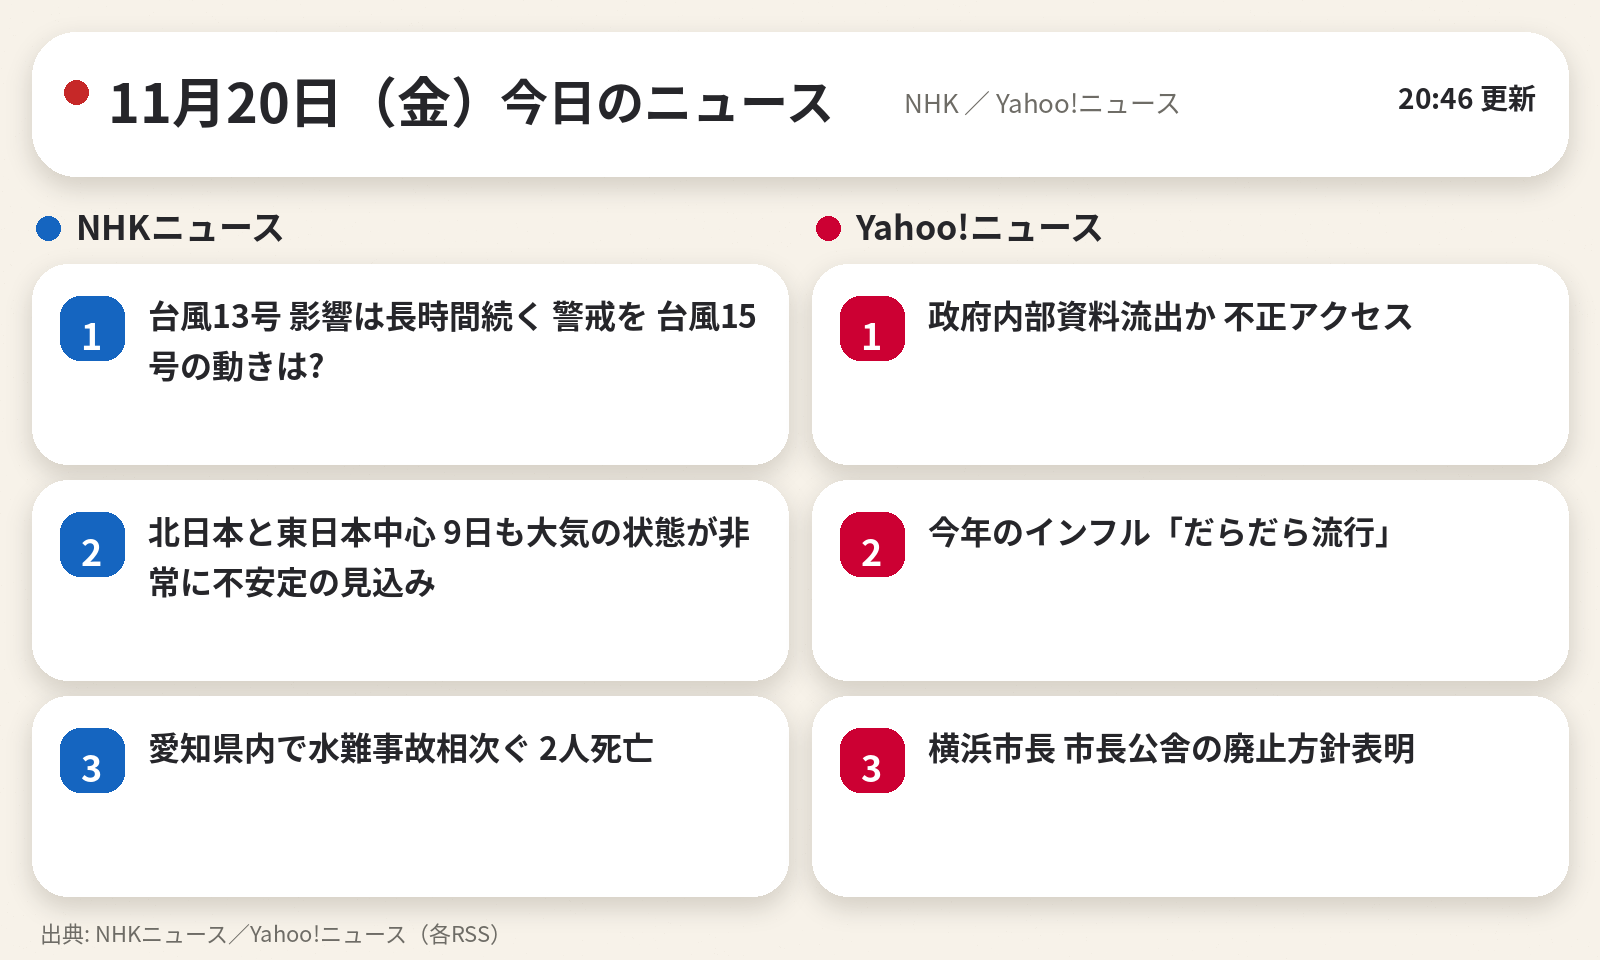 11月20日（金）今日のニュース
NHK ／ Yahoo!ニュース
20:46 更新
NHKニュース
1
台風13号 影響は長時間続く 警戒を 台風15
号の動きは?
2
北日本と東日本中心 9日も大気の状態が非
常に不安定の見込み
3
愛知県内で水難事故相次ぐ 2人死亡
Yahoo!ニュース
1
政府内部資料流出か 不正アクセス
2
今年のインフル「だらだら流行」
3
横浜市長 市長公舎の廃止方針表明
出典: NHKニュース／Yahoo!ニュース（各RSS）